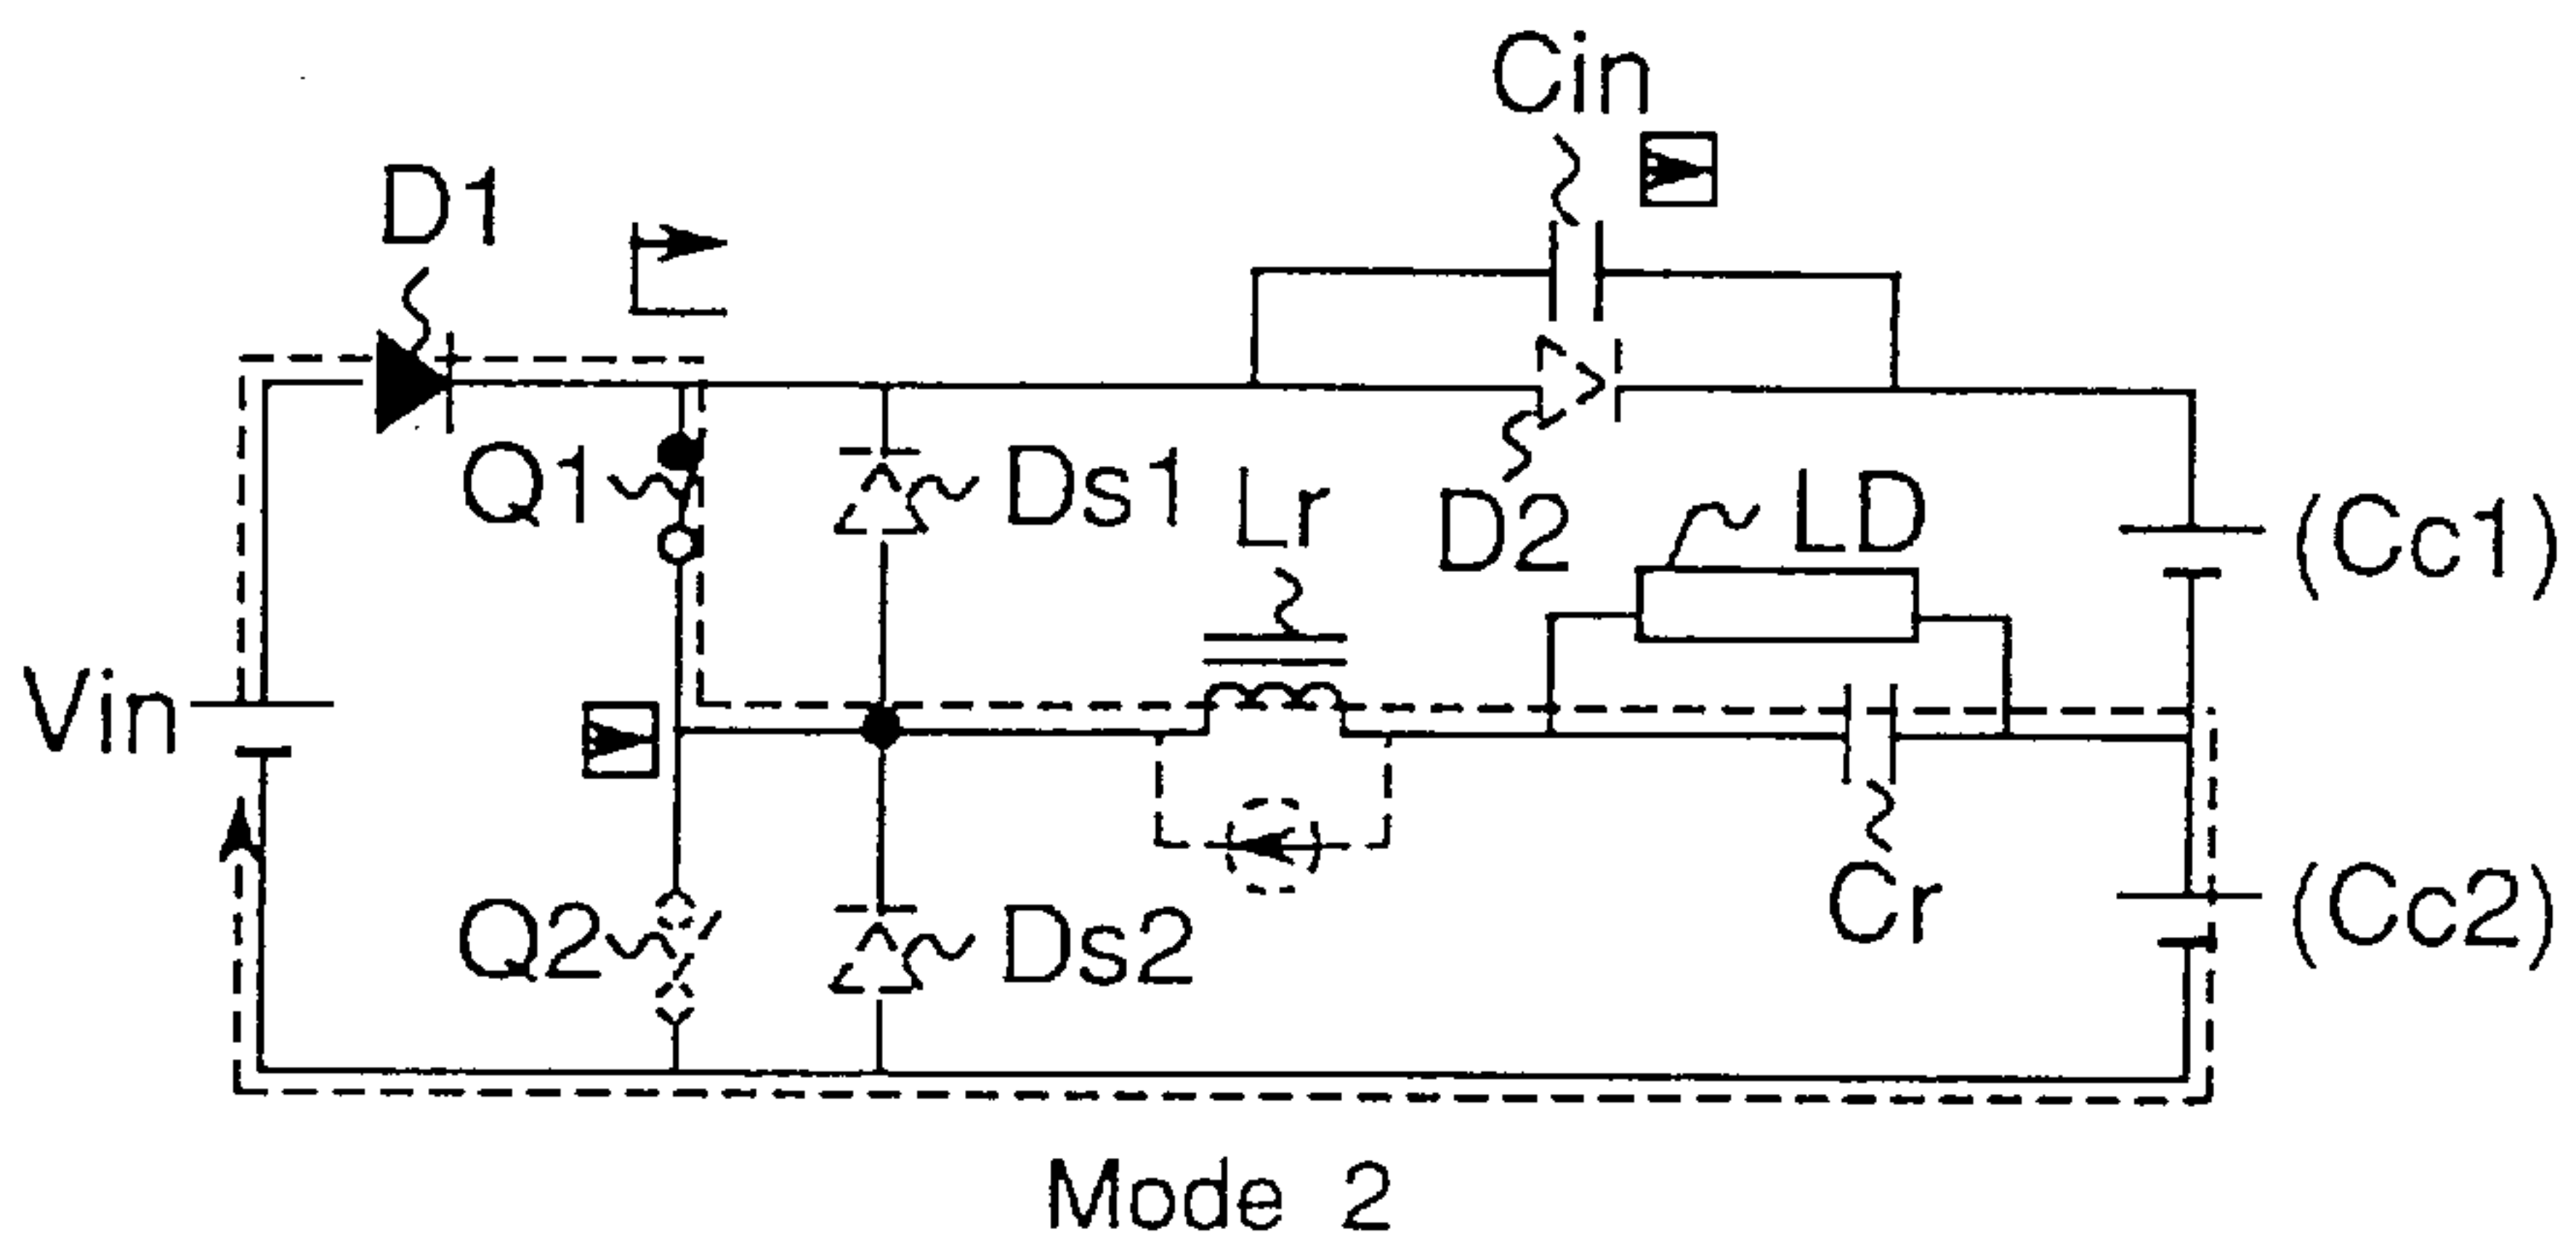 Cin
D1
Q1
Ds1
Lr
D2
LD
(Cc1)
Vin
Q2
Ds2
Cr
(Cc2)
Mode 2